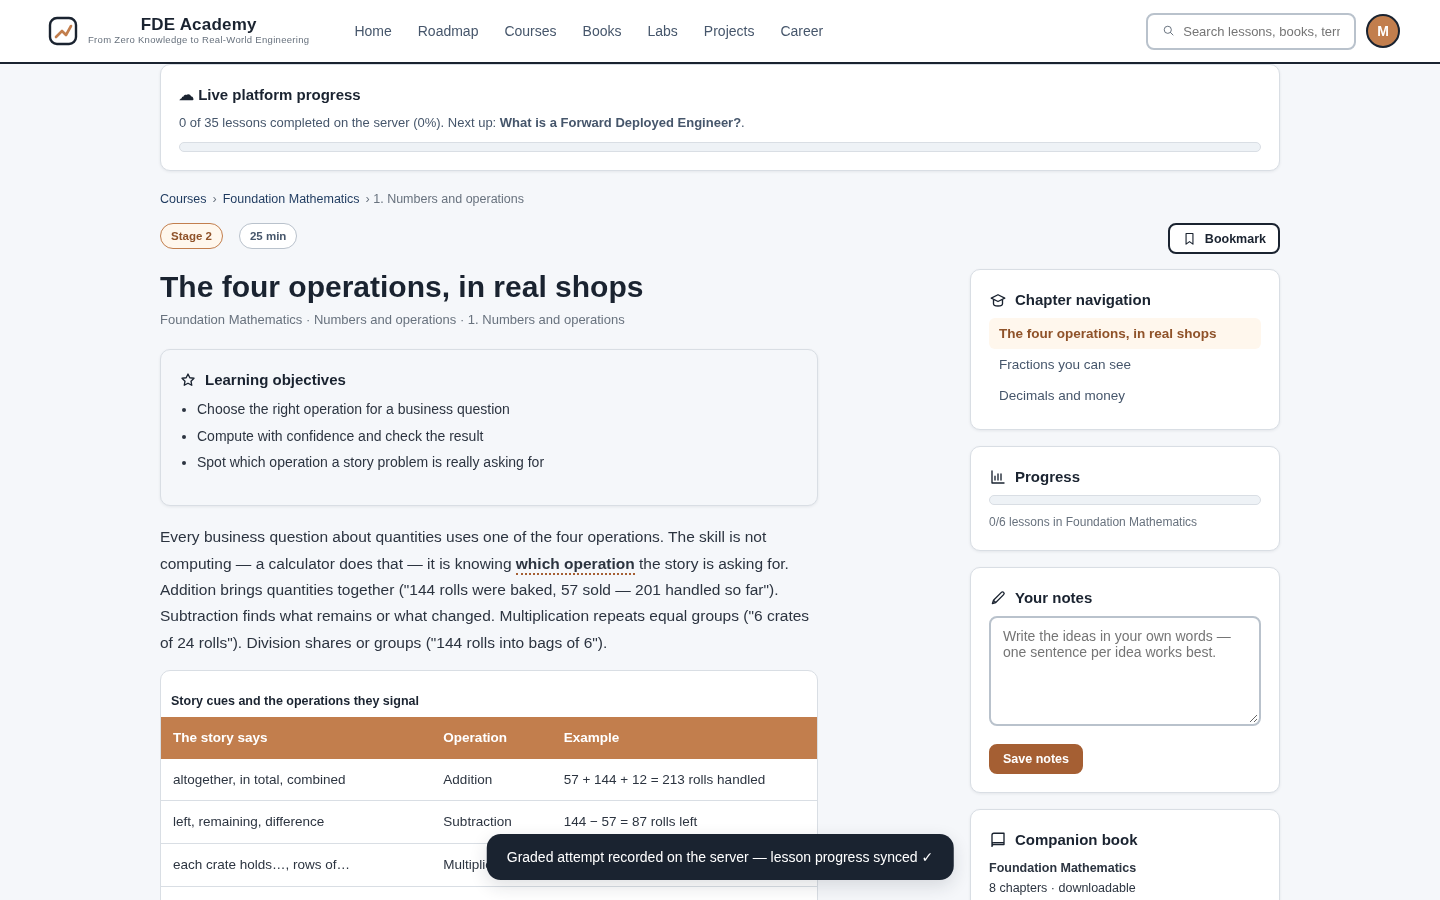 FDE Academy
From Zero Knowledge to Real-World Engineering
Home
Roadmap
Courses
Books
Labs
Projects
Career
Search lessons, books, terr
M
☁ Live platform progress
0 of 35 lessons completed on the server (0%). Next up: What is a Forward Deployed Engineer?.
Courses › Foundation Mathematics › 1. Numbers and operations
Stage 2
25 min
Bookmark
The four operations, in real shops
Foundation Mathematics · Numbers and operations · 1. Numbers and operations
Learning objectives
• Choose the right operation for a business question
• Compute with confidence and check the result
• Spot which operation a story problem is really asking for
Every business question about quantities uses one of the four operations. The skill is not
computing — a calculator does that — it is knowing which operation the story is asking for.
Addition brings quantities together ("144 rolls were baked, 57 sold — 201 handled so far").
Subtraction finds what remains or what changed. Multiplication repeats equal groups ("6 crates
of 24 rolls"). Division shares or groups ("144 rolls into bags of 6").
Story cues and the operations they signal
The story says Operation Example
altogether, in total, combined Addition 57 + 144 + 12 = 213 rolls handled
left, remaining, difference Subtraction 144 − 57 = 87 rolls left
each crate holds…, rows of… Multiplic
Graded attempt recorded on the server — lesson progress synced ✓
Chapter navigation
The four operations, in real shops
Fractions you can see
Decimals and money
Progress
0/6 lessons in Foundation Mathematics
Your notes
Write the ideas in your own words —
one sentence per idea works best.
Save notes
Companion book
Foundation Mathematics
8 chapters · downloadable